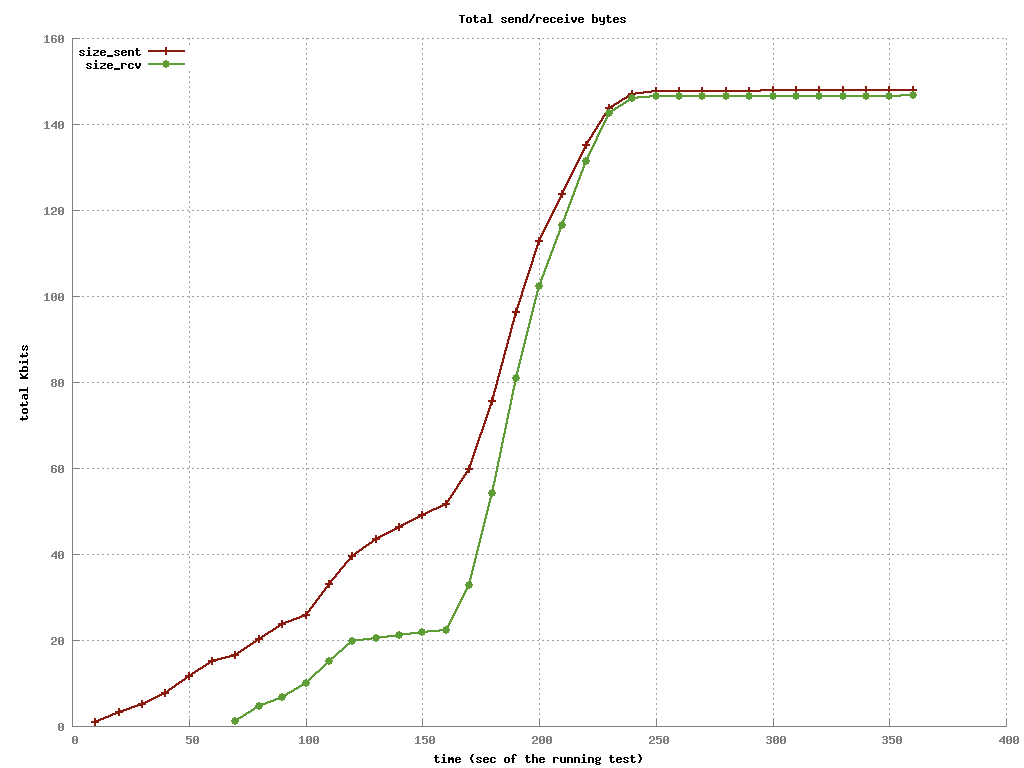 Total send/receive bytes
160
size_sent
size_rcv
140
120
100
total Kbits
80
60
40
20
0
0 50 100 150 200 250 300 350 400
time (sec of the running test)